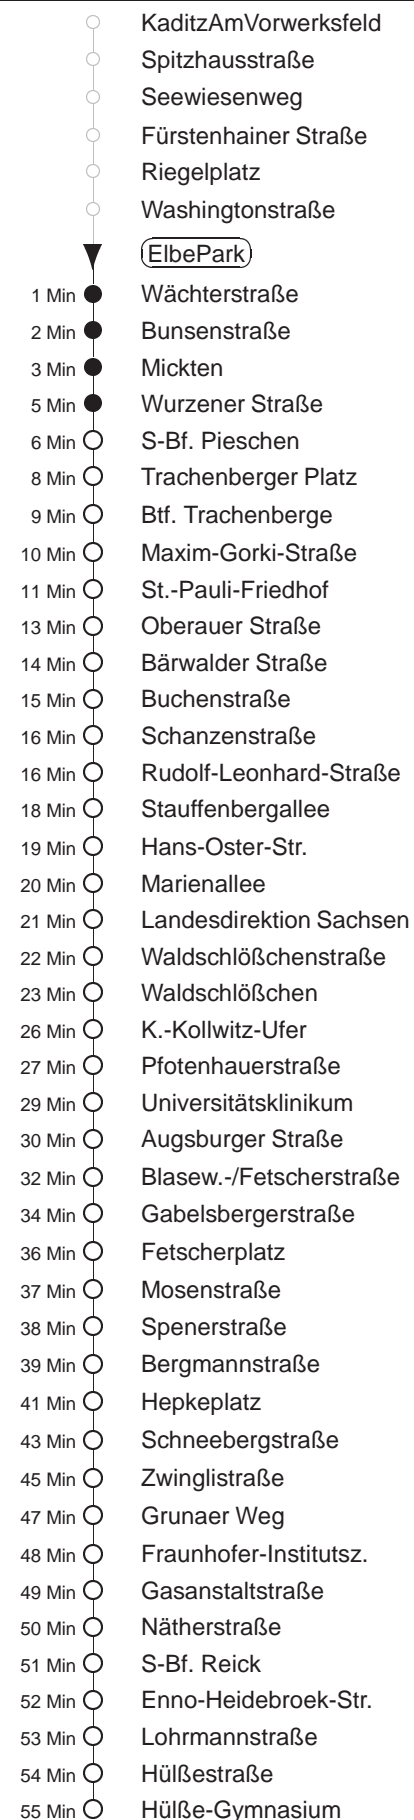 KaditzAmVorwerksfeld
Spitzhausstraße
Seewiesenweg
Fürstenhainer Straße
Riegelplatz
Washingtonstraße
ElbePark
1 Min Wächterstraße
2 Min Bunsenstraße
3 Min Mickten
5 Min Wurzener Straße
6 Min S-Bf. Pieschen
8 Min Trachenberger Platz
9 Min Btf. Trachenberge
10 Min Maxim-Gorki-Straße
11 Min St.-Pauli-Friedhof
13 Min Oberauer Straße
14 Min Bärwalder Straße
15 Min Buchenstraße
16 Min Schanzenstraße
16 Min Rudolf-Leonhard-Straße
18 Min Stauffenbergallee
19 Min Hans-Oster-Str.
20 Min Marienallee
21 Min Landesdirektion Sachsen
22 Min Waldschlößchenstraße
23 Min Waldschlößchen
26 Min K.-Kollwitz-Ufer
27 Min Pfotenhauerstraße
29 Min Universitätsklinikum
30 Min Augsburger Straße
32 Min Blasew.-/Fetscherstraße
34 Min Gabelsbergerstraße
36 Min Fetscherplatz
37 Min Mosenstraße
38 Min Spenerstraße
39 Min Bergmannstraße
41 Min Hepkeplatz
43 Min Schneebergstraße
45 Min Zwinglistraße
47 Min Grunaer Weg
48 Min Fraunhofer-Institutsz.
49 Min Gasanstaltstraße
50 Min Nätherstraße
51 Min S-Bf. Reick
52 Min Enno-Heidebroek-Str.
53 Min Lohrmannstraße
54 Min Hülßestraße
55 Min Hülße-Gymnasium